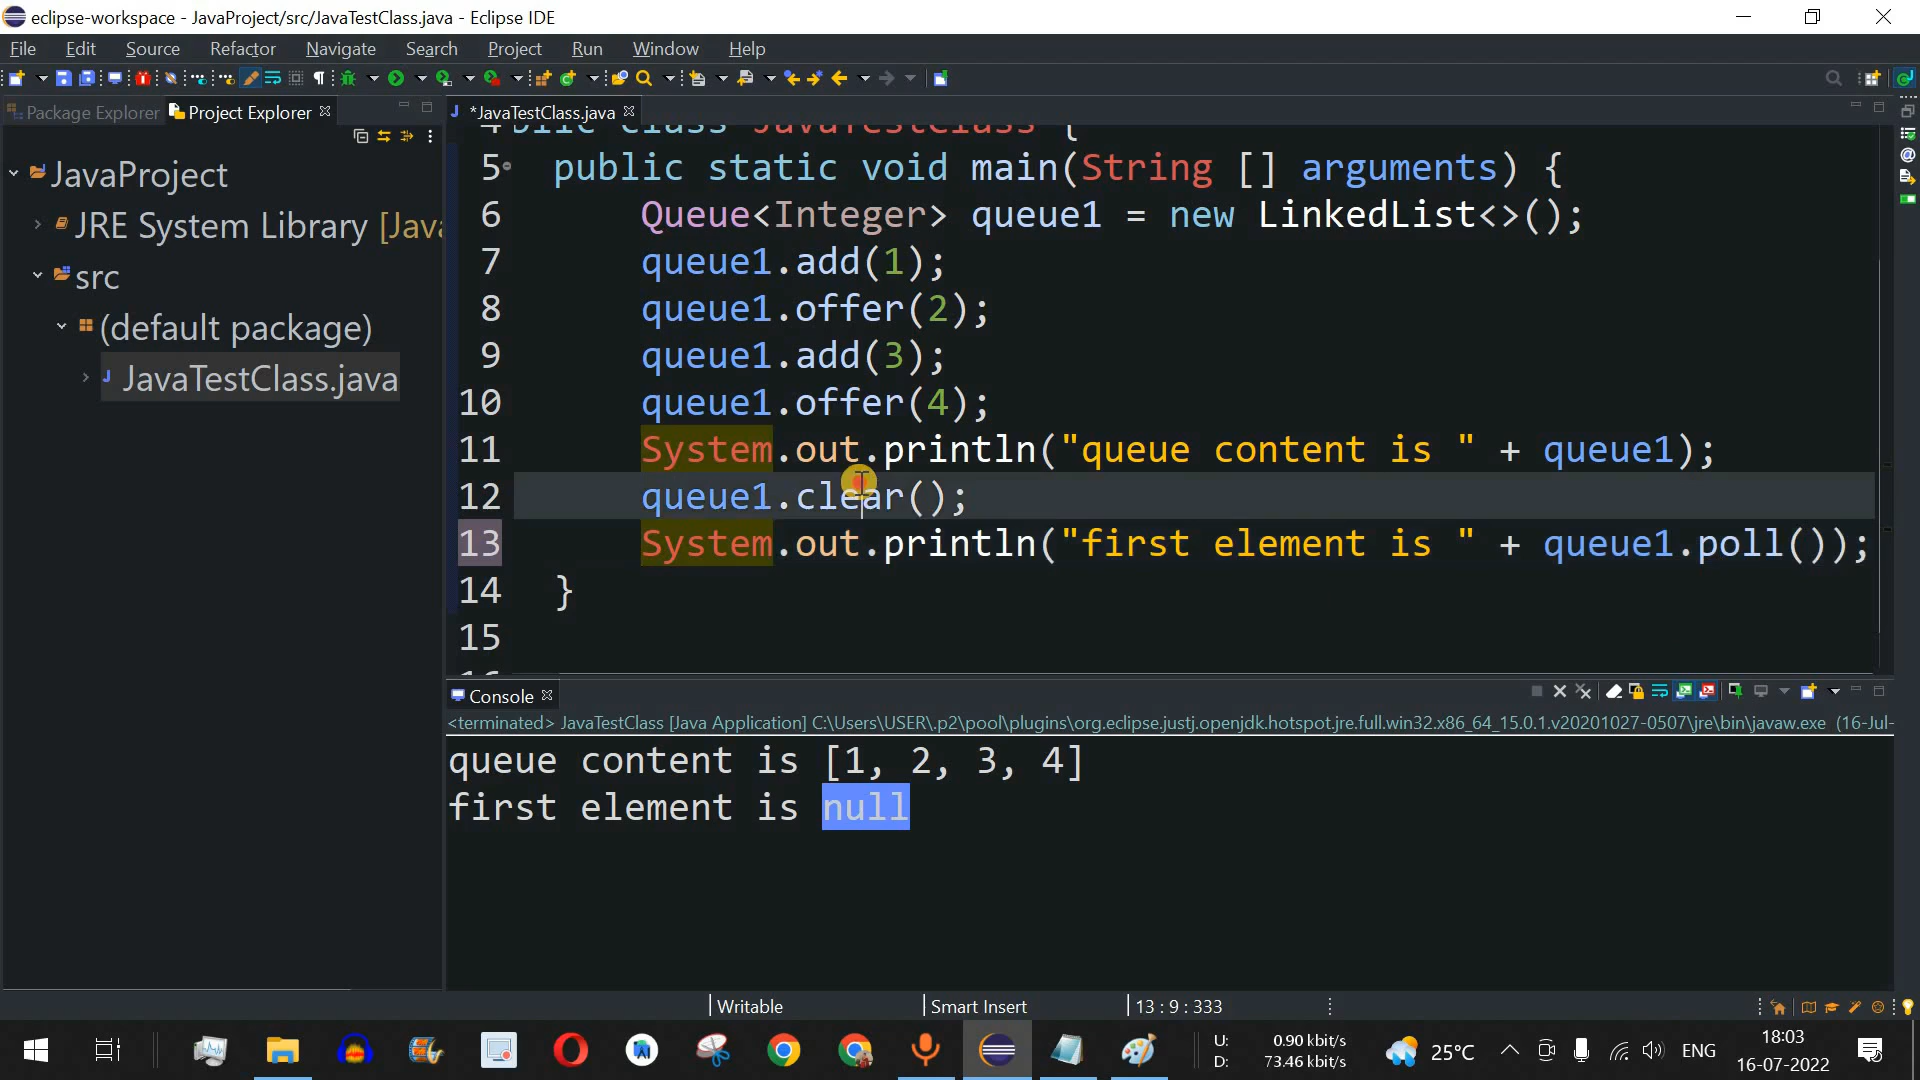 eclipse-workspace - JavaProject/src/JavaTestClass.java - Eclipse IDE
File Edit Source Refactor Navigate Search Project Run Window Help
Package Explorer Project Explorer
*JavaTestClass.java
JavaProject
JRE System Library [Java
src
(default package)
JavaTestClass.java
4 public class JavaTestClass {
5 public static void main(String [] arguments) {
6 Queue<Integer> queue1 = new LinkedList<>();
7 queue1.add(1);
8 queue1.offer(2);
9 queue1.add(3);
10 queue1.offer(4);
11 System.out.println("queue content is " + queue1);
12 queue1.clear();
13 System.out.println("first element is " + queue1.poll());
14 }
15
Console
<terminated> JavaTestClass [Java Application] C:\Users\USER\.p2\pool\plugins\org.eclipse.justj.openjdk.hotspot.jre.full.win32.x86_64_15.0.1.v20201027-0507\jre\bin\javaw.exe (16-Jul-
queue content is [1, 2, 3, 4]
first element is null
Writable Smart Insert 13 : 9 : 333
U: 0.90 kbit/s
D: 73.46 kbit/s
25°C
ENG
18:03
16-07-2022